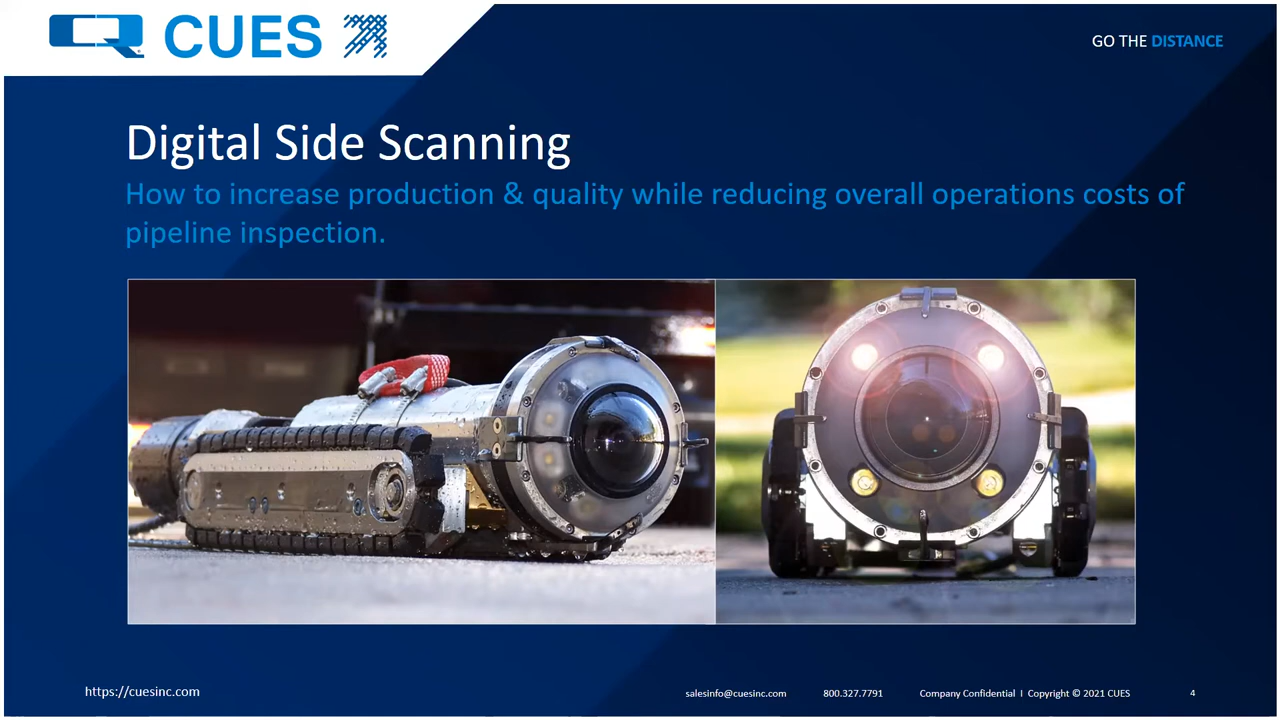 CUES
GO THE DISTANCE
Digital Side Scanning
How to increase production & quality while reducing overall operations costs of
pipeline inspection.
https://cuesinc.com
salesinfo@cuesinc.com 800.327.7791 Company Confidential I Copyright © 2021 CUES 4